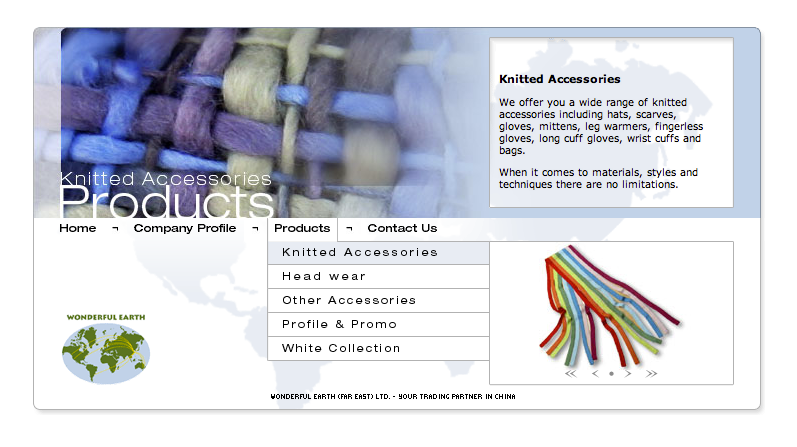 Knitted Accessories
We offer you a wide range of knitted
accessories including hats, scarves,
gloves, mittens, leg warmers, fingerless
gloves, long cuff gloves, wrist cuffs and
bags.
When it comes to materials, styles and
techniques there are no limitations.
Knitted Accessories
Products
Home ¬ Company Profile ¬ Products ¬ Contact Us
Knitted Accessories
Head wear
Other Accessories
Profile & Promo
White Collection
WONDERFUL EARTH
WONDERFUL EARTH (FAR EAST) LTD. - YOUR TRADING PARTNER IN CHINA